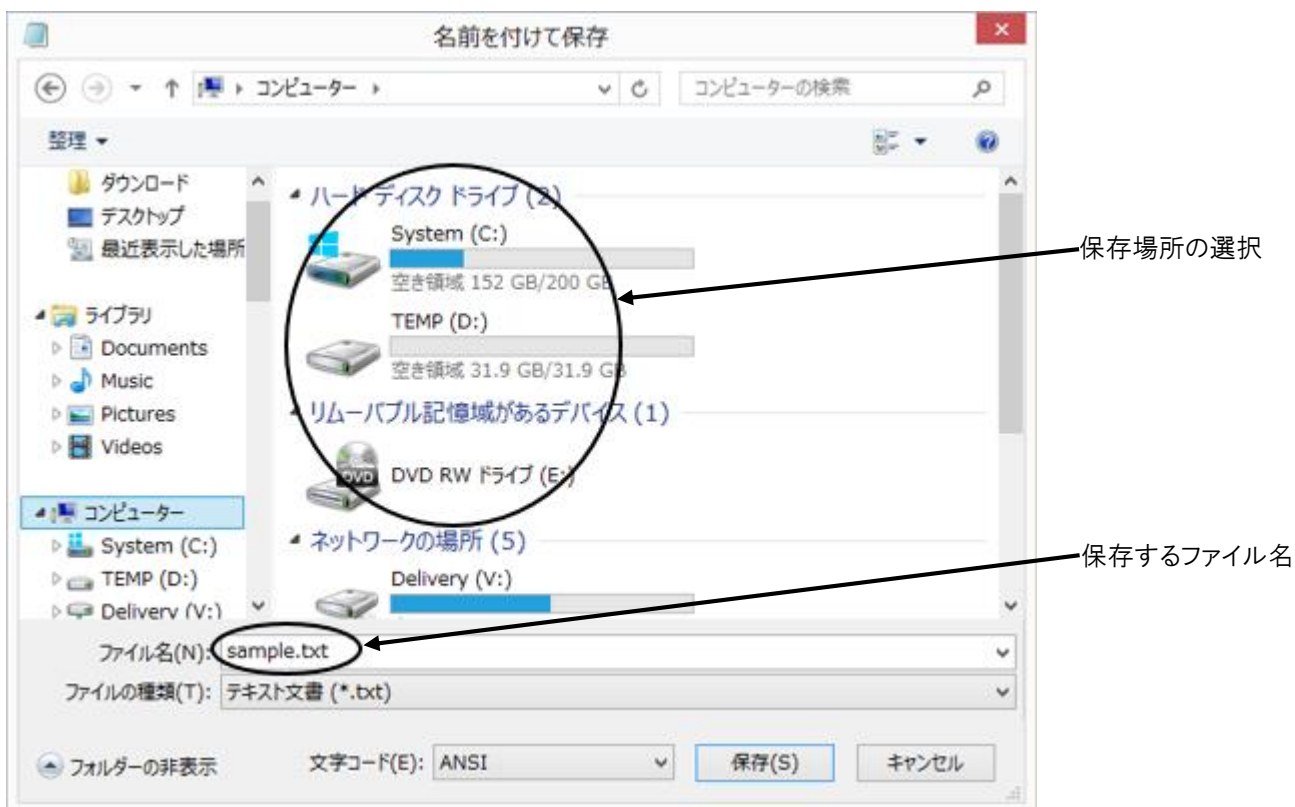 名前を付けて保存
コンピューター
コンピューターの検索
整理
ダウンロード
デスクトップ
最近表示した場所
ライブラリ
Documents
Music
Pictures
Videos
コンピューター
System (C:)
TEMP (D:)
Delivery (V:)
ハード ディスク ドライブ (2)
System (C:)
空き領域 152 GB/200 GB
TEMP (D:)
空き領域 31.9 GB/31.9 GB
リムーバブル記憶域があるデバイス (1)
DVD
DVD RW ドライブ (E:)
ネットワークの場所 (5)
Delivery (V:)
保存場所の選択
保存するファイル名
ファイル名(N): sample.txt
ファイルの種類(T): テキスト文書 (*.txt)
フォルダーの非表示
文字コード(E): ANSI
保存(S)
キャンセル